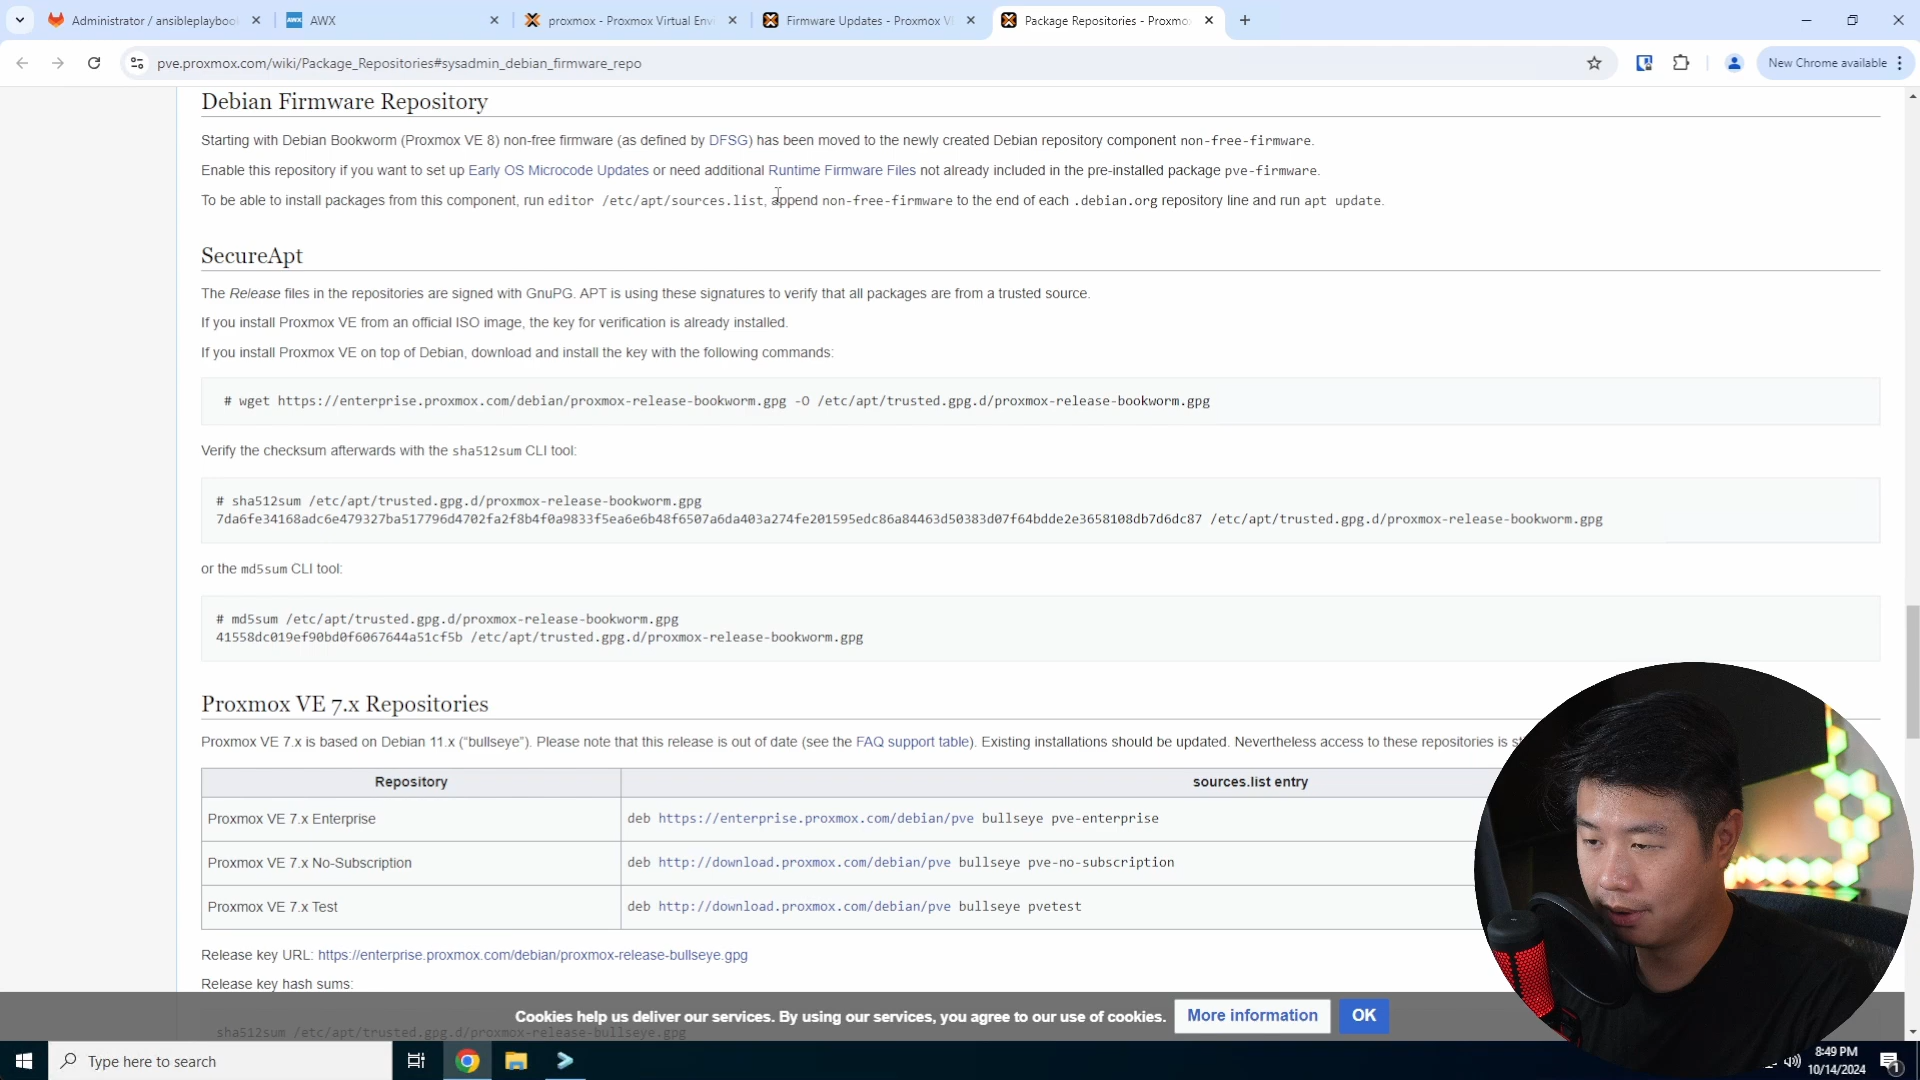 Administrator / ansibleplaybook
AWX
proxmox - Proxmox Virtual Env
Firmware Updates - Proxmox V
Package Repositories - Proxmo
pve.proxmox.com/wiki/Package_Repositories#sysadmin_debian_firmware_repo
New Chrome available
Debian Firmware Repository
Starting with Debian Bookworm (Proxmox VE 8) non-free firmware (as defined by DFSG) has been moved to the newly created Debian repository component non-free-firmware.
Enable this repository if you want to set up Early OS Microcode Updates or need additional Runtime Firmware Files not already included in the pre-installed package pve-firmware.
To be able to install packages from this component, run editor /etc/apt/sources.list, append non-free-firmware to the end of each .debian.org repository line and run apt update.
SecureApt
The Release files in the repositories are signed with GnuPG. APT is using these signatures to verify that all packages are from a trusted source.
If you install Proxmox VE from an official ISO image, the key for verification is already installed.
If you install Proxmox VE on top of Debian, download and install the key with the following commands:
# wget https://enterprise.proxmox.com/debian/proxmox-release-bookworm.gpg -O /etc/apt/trusted.gpg.d/proxmox-release-bookworm.gpg
Verify the checksum afterwards with the sha512sum CLI tool:
# sha512sum /etc/apt/trusted.gpg.d/proxmox-release-bookworm.gpg
7da6fe34168adc6e479327ba517796d4702fa2f8b4f0a9833f5ea6e6b48f6507a6da403a274fe201595edc86a84463d50383d07f64bdde2e3658108db7d6dc87 /etc/apt/trusted.gpg.d/proxmox-release-bookworm.gpg
or the md5sum CLI tool:
# md5sum /etc/apt/trusted.gpg.d/proxmox-release-bookworm.gpg
41558dc019ef90bd0f6067644a51cf5b /etc/apt/trusted.gpg.d/proxmox-release-bookworm.gpg
Proxmox VE 7.x Repositories
Proxmox VE 7.x is based on Debian 11.x (“bullseye”). Please note that this release is out of date (see the FAQ support table). Existing installations should be updated. Nevertheless access to these repositories is
Repository
sources.list entry
Proxmox VE 7.x Enterprise
deb https://enterprise.proxmox.com/debian/pve bullseye pve-enterprise
Proxmox VE 7.x No-Subscription
deb http://download.proxmox.com/debian/pve bullseye pve-no-subscription
Proxmox VE 7.x Test
deb http://download.proxmox.com/debian/pve bullseye pvetest
Release key URL: https://enterprise.proxmox.com/debian/proxmox-release-bullseye.gpg
Release key hash sums:
Cookies help us deliver our services. By using our services, you agree to our use of cookies.
More information
OK
sha512sum /etc/apt/trusted.gpg.d/proxmox-release-bullseye.gpg
Type here to search
8:49 PM
10/14/2024
1